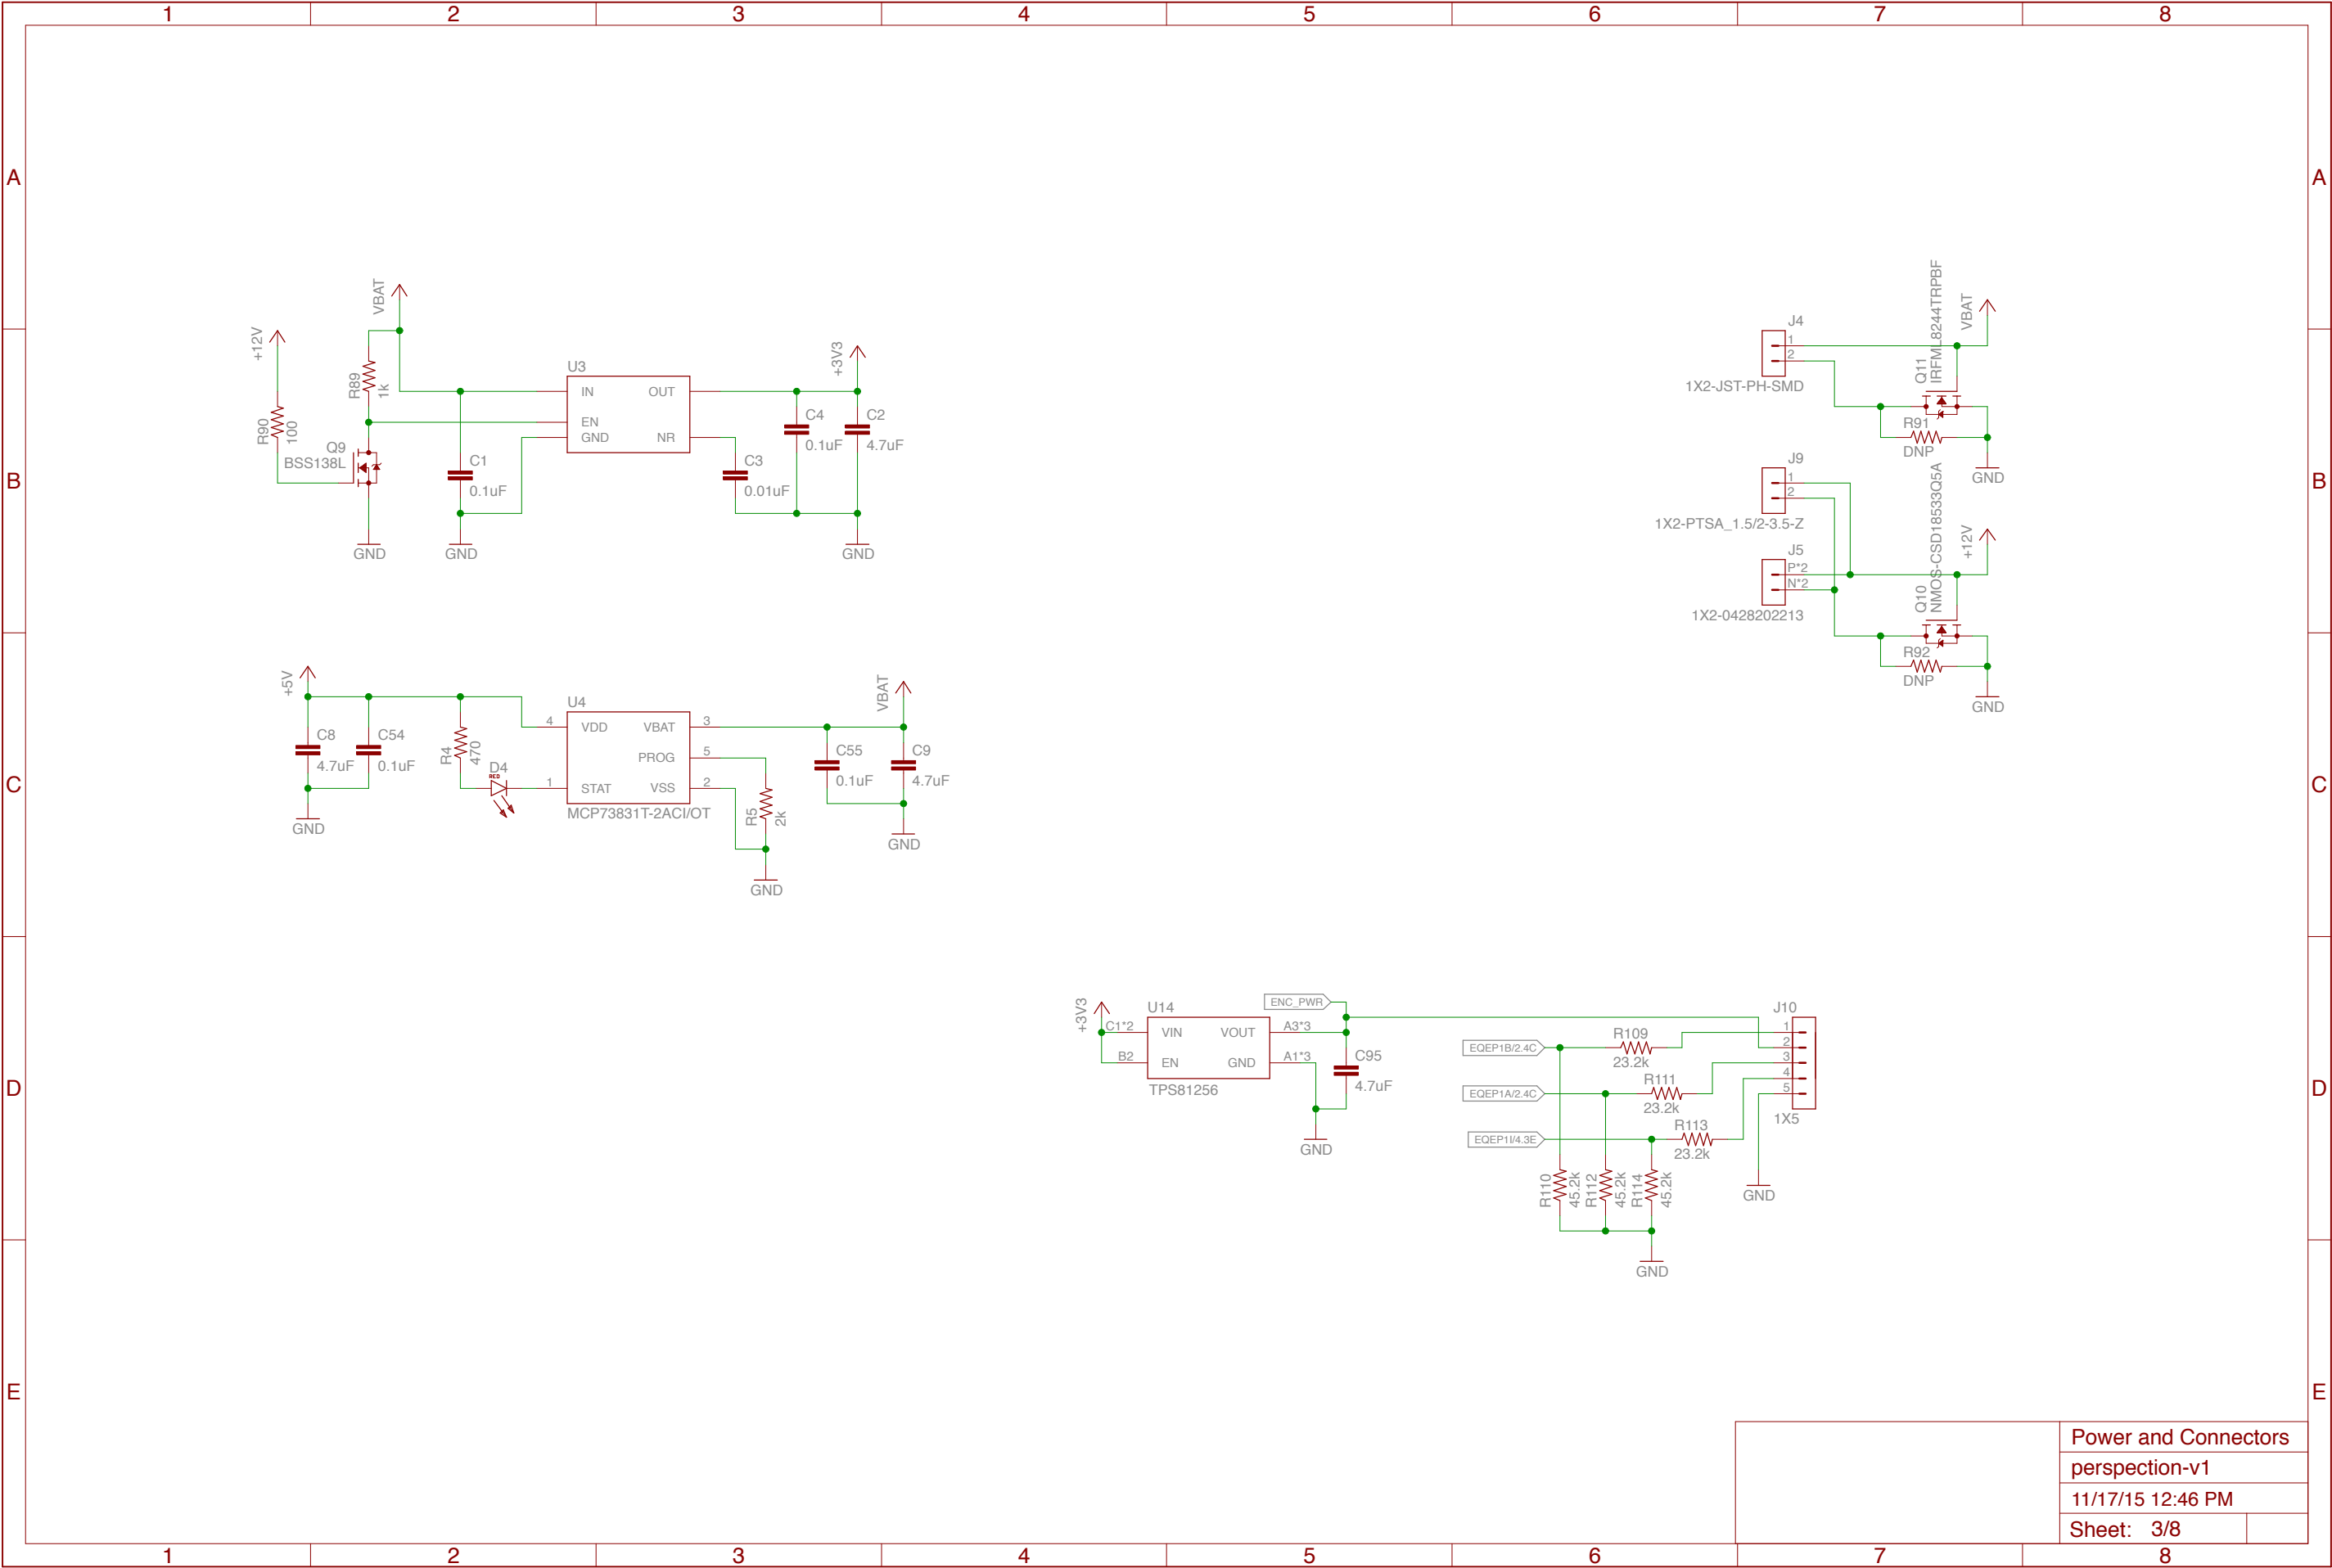 1 2 3 4 5 6 7 8
A A
VBAT
+12V
R89
1k
R90
100
Q9
BSS138L
GND
C1
0.1uF
GND
U3
IN OUT
EN
GND NR
+3V3
C4
0.1uF
C2
4.7uF
C3
0.01uF
GND
J4
1
2
1X2-JST-PH-SMD
Q11
IRFML8244TRPBF
VBAT
R91
DNP
GND
B B
J9
1
2
1X2-PTSA_1.5/2-3.5-Z
J5
P*2
N*2
1X2-0428202213
Q10
NMOS-CSD18533Q5A
+12V
R92
DNP
GND
+5V
C8
4.7uF
C54
0.1uF
GND
R4
470
D4
RED
U4
4 VDD VBAT 3
PROG 5
1 STAT VSS 2
MCP73831T-2ACI/OT
R5
2k
GND
VBAT
C55
0.1uF
C9
4.7uF
GND
C C
+3V3
U14
C1*2 VIN VOUT A3*3
B2 EN GND A1*3
TPS81256
ENC_PWR
C95
4.7uF
GND
EQEP1B/2.4C
EQEP1A/2.4C
EQEP1I/4.3E
R109
23.2k
R111
23.2k
R113
23.2k
R110
45.2k
R112
45.2k
R114
45.2k
GND
J10
1
2
3
4
5
1X5
GND
D D
E E
Power and Connectors
perspection-v1
11/17/15 12:46 PM
Sheet: 3/8
1 2 3 4 5 6 7 8